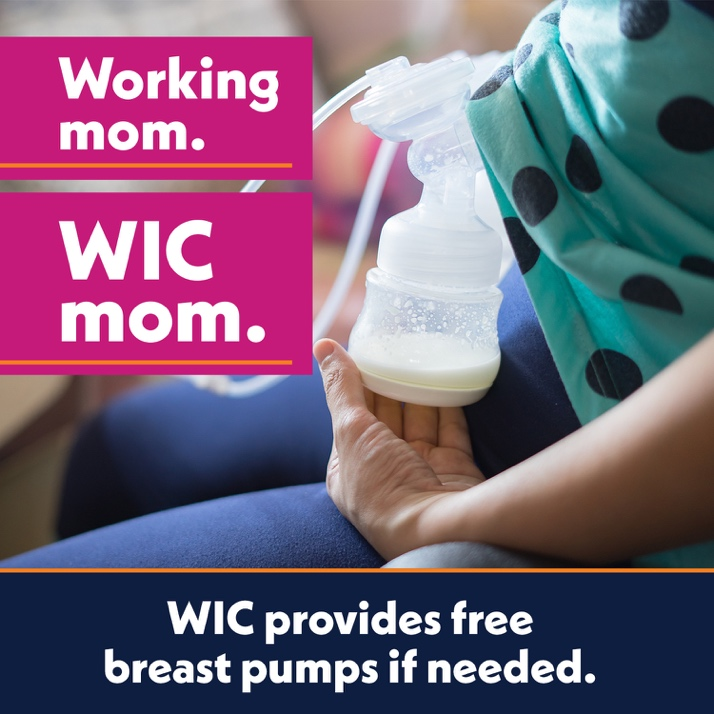 Working
mom.
WIC
mom.
WIC provides free
breast pumps if needed.